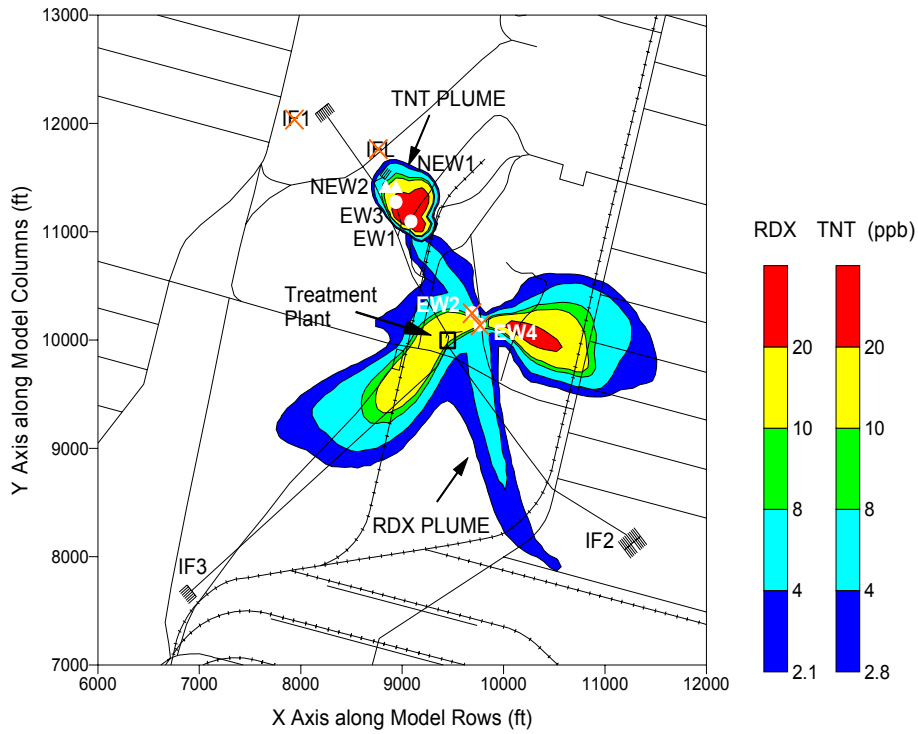 13000
12000
11000
10000
9000
8000
7000
Y Axis along Model Columns (ft)
6000
7000
8000
9000
10000
11000
12000
X Axis along Model Rows (ft)
IF1
IFL
TNT PLUME
NEW1
NEW2
EW3
EW1
Treatment
Plant
EW2
EW4
RDX PLUME
IF2
IF3
RDX TNT (ppb)
20 20
10 10
8 8
4 4
2.1 2.8